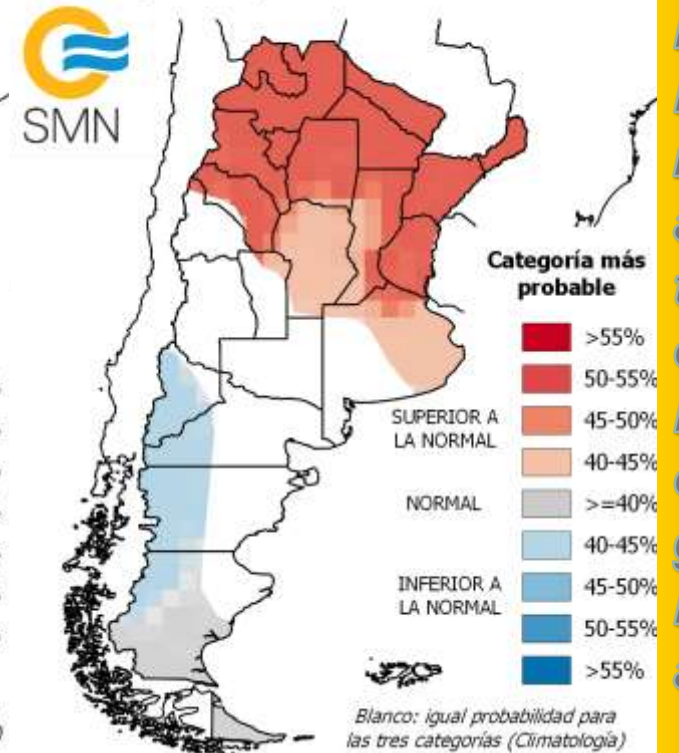 SMN
Categoría más
probable
>55%
50-55%
SUPERIOR A
LA NORMAL
45-50%
40-45%
NORMAL
>=40%
40-45%
INFERIOR A
LA NORMAL
45-50%
50-55%
>55%
Blanco: igual probabilidad para
las tres categorías (Climatología)